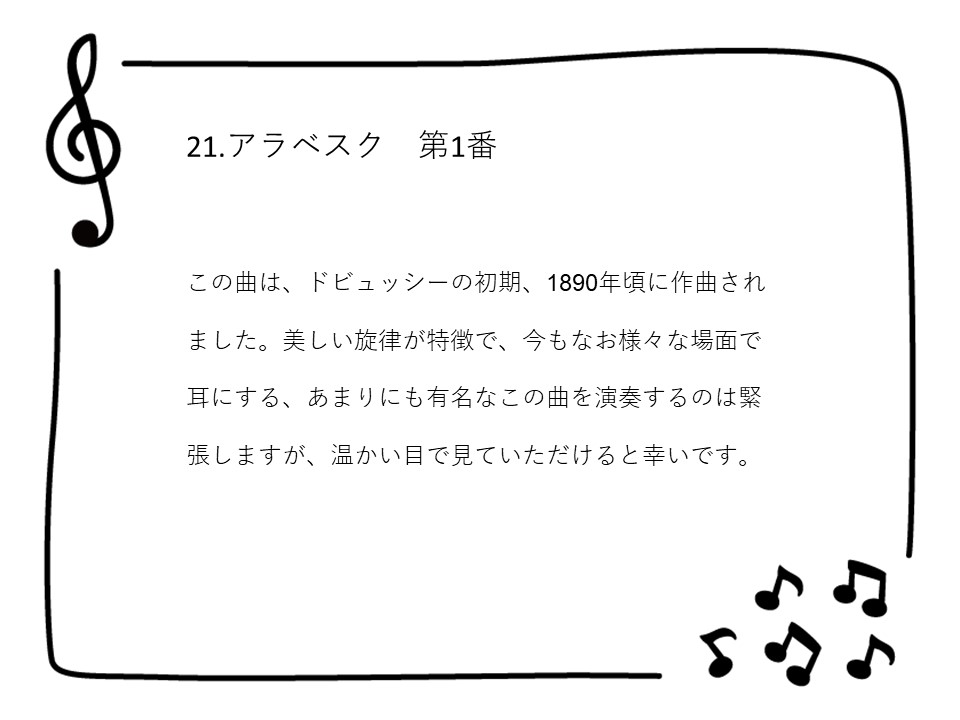 21.アラベスク　第1番
この曲は、ドビュッシーの初期、1890年頃に作曲され
ました。美しい旋律が特徴で、今もなお様々な場面で
耳にする、あまりにも有名なこの曲を演奏するのは緊
張しますが、温かい目で見ていただけると幸いです。